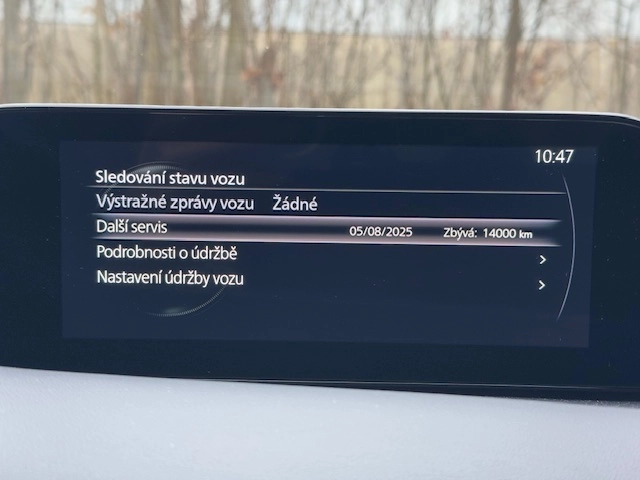 10:47
Sledování stavu vozu
Výstražné zprávy vozu Žádné
Další servis 05/08/2025 Zbývá: 14000 km
Podrobnosti o údržbě
Nastavení údržby vozu